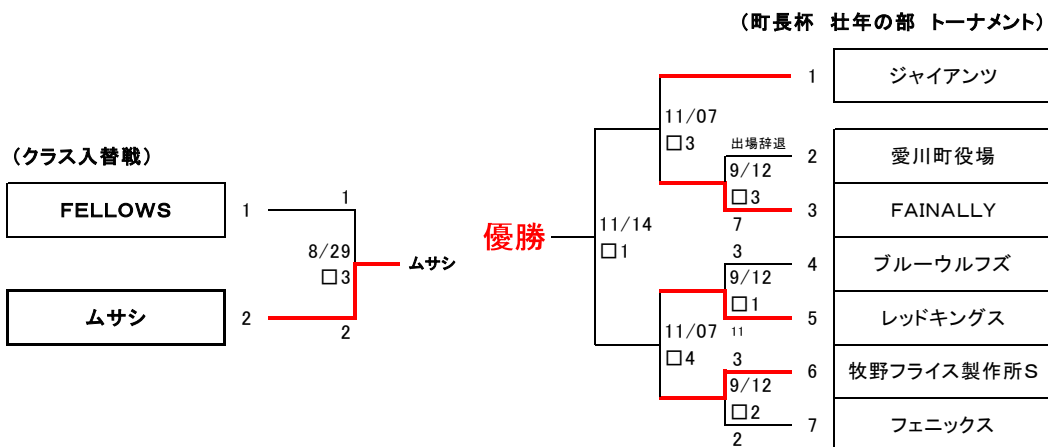 (町長杯 壮年の部 トーナメント)
1 ジャイアンツ
11/07
□3
出場辞退
2 愛川町役場
9/12
□3
3 FAINALLY
7
(クラス入替戦)
FELLOWS 1
1
8/29
□3
ムサシ
ムサシ 2
2
優勝
11/14
□1
3
4 ブルーウルフズ
9/12
□1
5 レッドキングス
11
11/07
□4
3
6 牧野フライス製作所S
9/12
□2
7 フェニックス
2